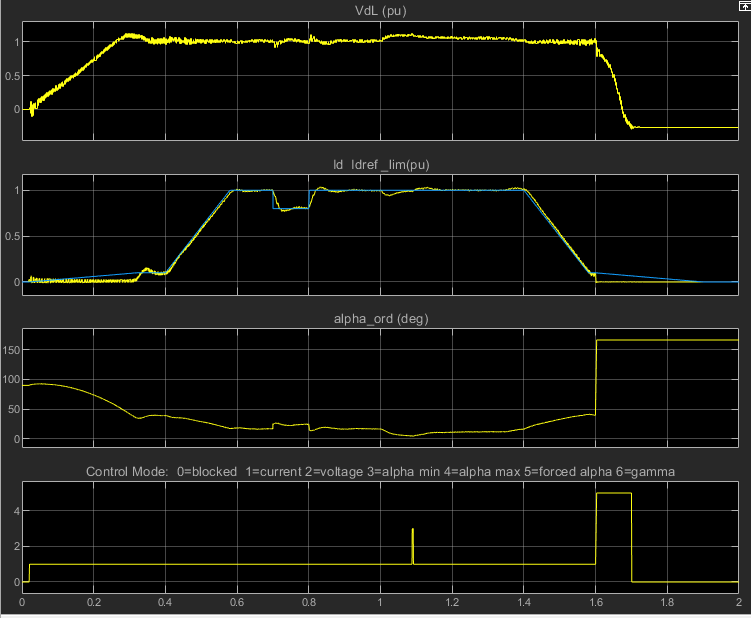 VdL (pu)
1
0.5
0
Id Idref_lim(pu)
1
0.5
0
alpha_ord (deg)
150
100
50
0
Control Mode: 0=blocked 1=current 2=voltage 3=alpha min 4=alpha max 5=forced alpha 6=gamma
4
2
0
0 0.2 0.4 0.6 0.8 1 1.2 1.4 1.6 1.8 2